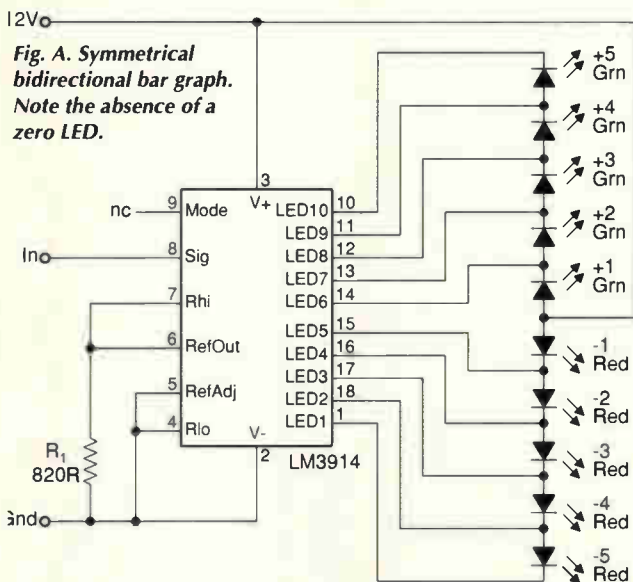 12V
Fig. A. Symmetrical
bidirectional bar graph.
Note the absence of a
zero LED.
3
V+
nc
9 Mode
In
8 Sig
7 Rhi
6 RefOut
5 RefAdj
4 Rlo
V-
2
LM3914
R1
820R
Gnd
LED10 10
LED9 11
LED8 12
LED7 13
LED6 14
LED5 15
LED4 16
LED3 17
LED2 18
LED1 1
+5
Grn
+4
Grn
+3
Grn
+2
Grn
+1
Grn
-1
Red
-2
Red
-3
Red
-4
Red
-5
Red